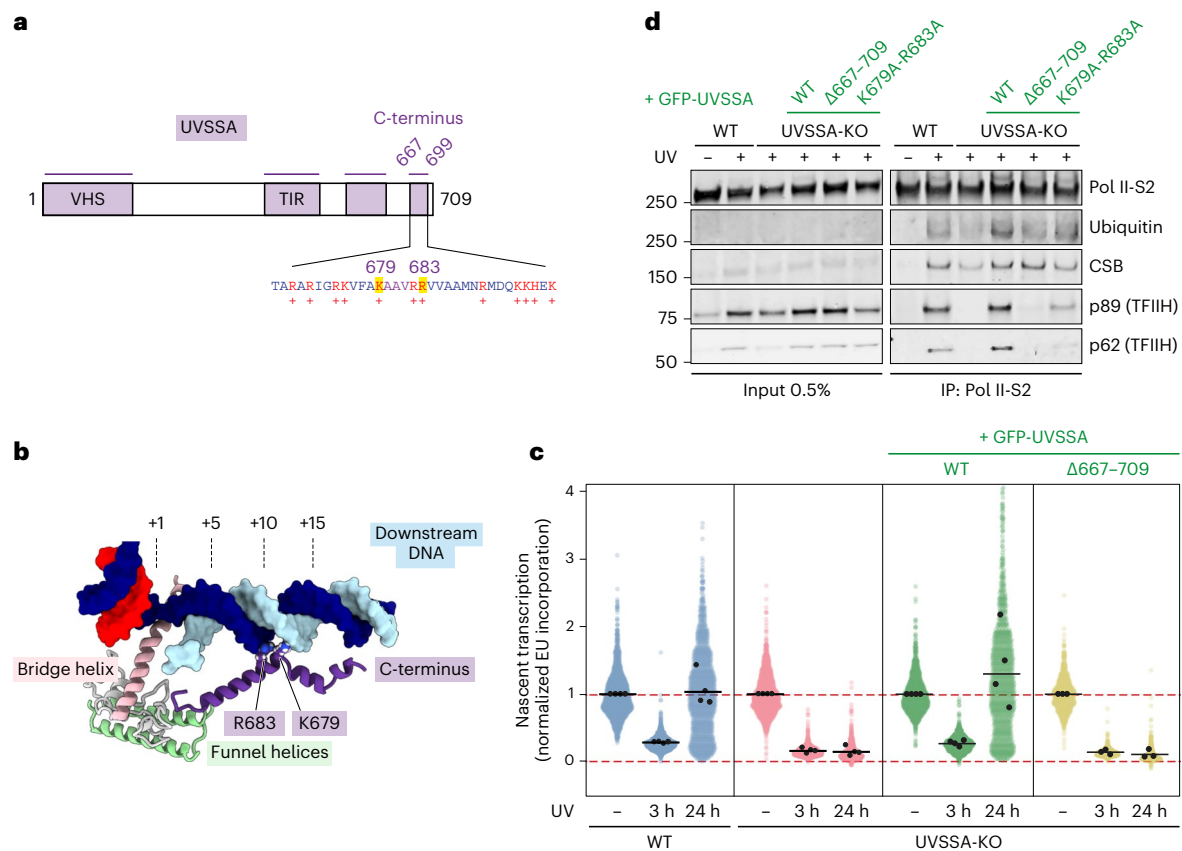 a
UVSSA
C-terminus
667
699
1
VHS
TIR
709
679
683
TARARIGRKVFAKAAVRRVVAAMNRMDQKKHEK
+ + ++ + ++ + +++ +
b
+1
+5
+10
+15
Downstream
DNA
Bridge helix
C-terminus
R683
K679
Funnel helices
d
+ GFP-UVSSA
WT
Δ667–709
K679A-R683A
WT
Δ667–709
K679A-R683A
WT
UVSSA-KO
WT
UVSSA-KO
UV
– + + + + +
– + + + + +
250
Pol II-S2
250
Ubiquitin
150
CSB
75
p89 (TFIIH)
50
p62 (TFIIH)
Input 0.5%
IP: Pol II-S2
c
+ GFP-UVSSA
WT
Δ667–709
Nascent transcription
(normalized EU incorporation)
4
3
2
1
0
UV
– 3 h 24 h
– 3 h 24 h
– 3 h 24 h
– 3 h 24 h
WT
UVSSA-KO